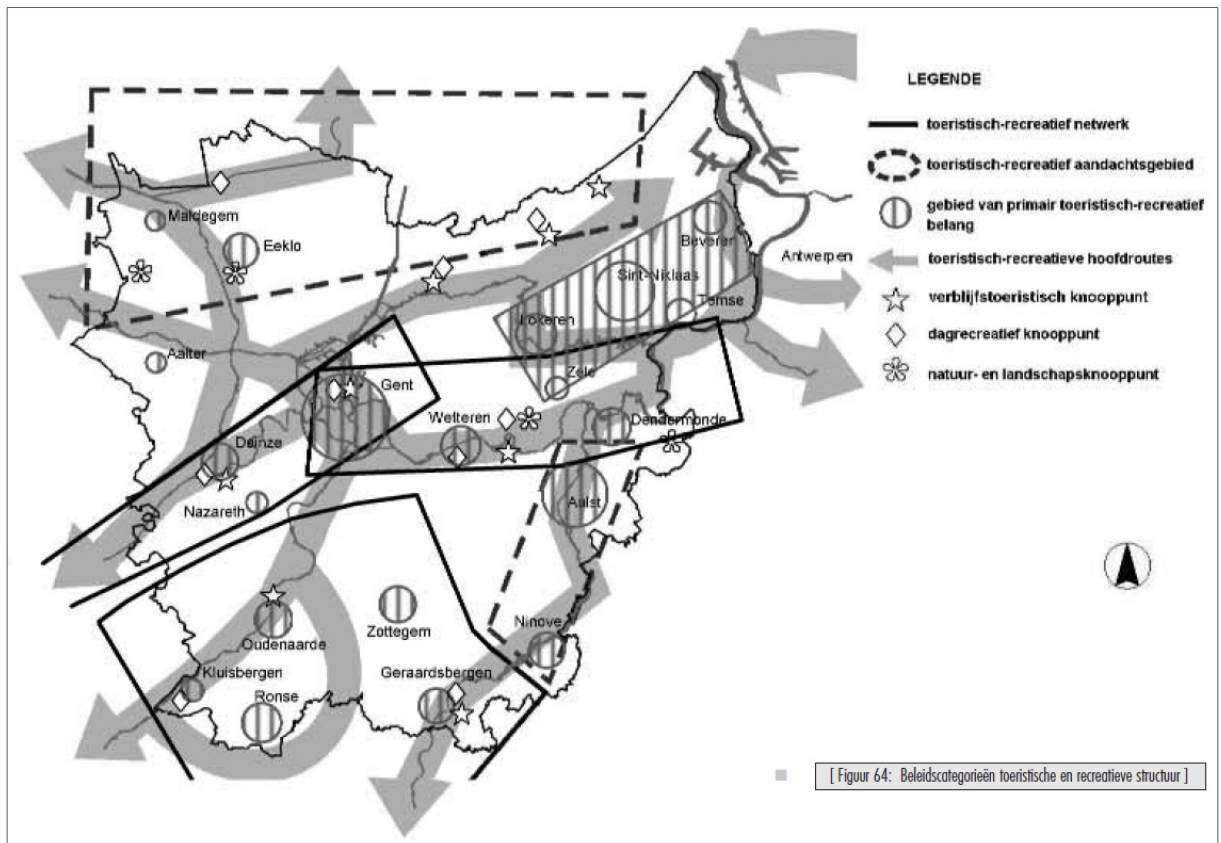 LEGENDE
toeristisch-recreatief netwerk
toeristisch-recreatief aandachtsgebied
gebied van primair toeristisch-recreatief
belang
toeristisch-recreatieve hoofdroutes
verblijfstoeristisch knooppunt
dagrecreatief knooppunt
natuur- en landschapsknooppunt
Maldegem
Eeklo
Beveren
Antwerpen
Sint-Niklaas
Temse
Lokeren
Aalter
Zele
Gent
Wetteren
Dendermonde
Deinze
Nazareth
Aalst
Ninove
Zottegem
Oudenaarde
Kluisbergen
Geraardsbergen
Ronse
[ Figuur 64: Beleidscategorieën toeristische en recreatieve structuur ]